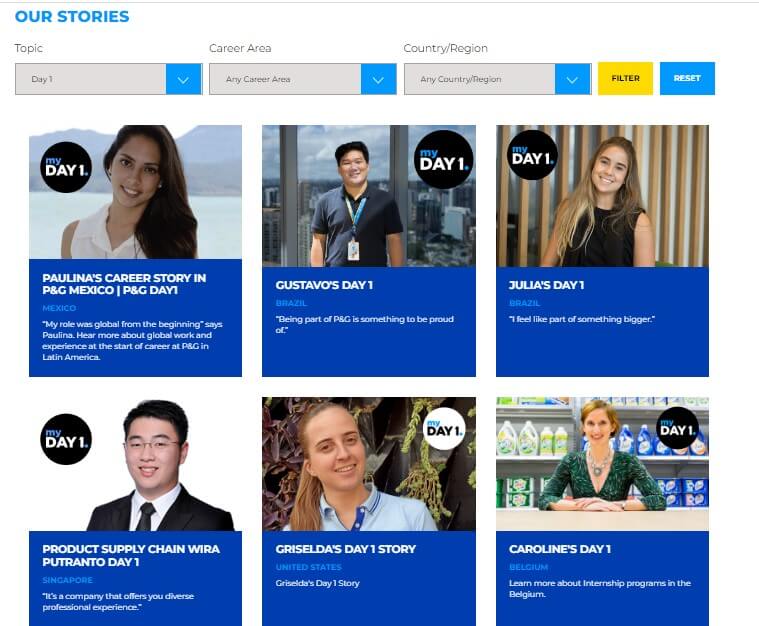 OUR STORIES
Topic
Career Area
Country/Region
Day 1
Any Career Area
Any Country/Region
FILTER
RESET
my
DAY 1.
my
DAY 1.
my
DAY 1.
PAULINA'S CAREER STORY IN
P&G MEXICO | P&G DAY1
MEXICO
"My role was global from the beginning" says
Paulina. Hear more about global work and
experience at the start of career at P&G in
Latin America.
GUSTAVO'S DAY 1
BRAZIL
"Being part of P&G is something to be proud
of."
JULIA'S DAY 1
BRAZIL
"I feel like part of something bigger."
my
DAY 1.
my
DAY 1.
my
DAY 1.
PRODUCT SUPPLY CHAIN WIRA
PUTRANTO DAY 1
SINGAPORE
"It's a company that offers you diverse
professional experience."
GRISELDA'S DAY 1 STORY
UNITED STATES
Griselda's Day 1 Story
CAROLINE'S DAY 1
BELGIUM
Learn more about Internship programs in the
Belgium.